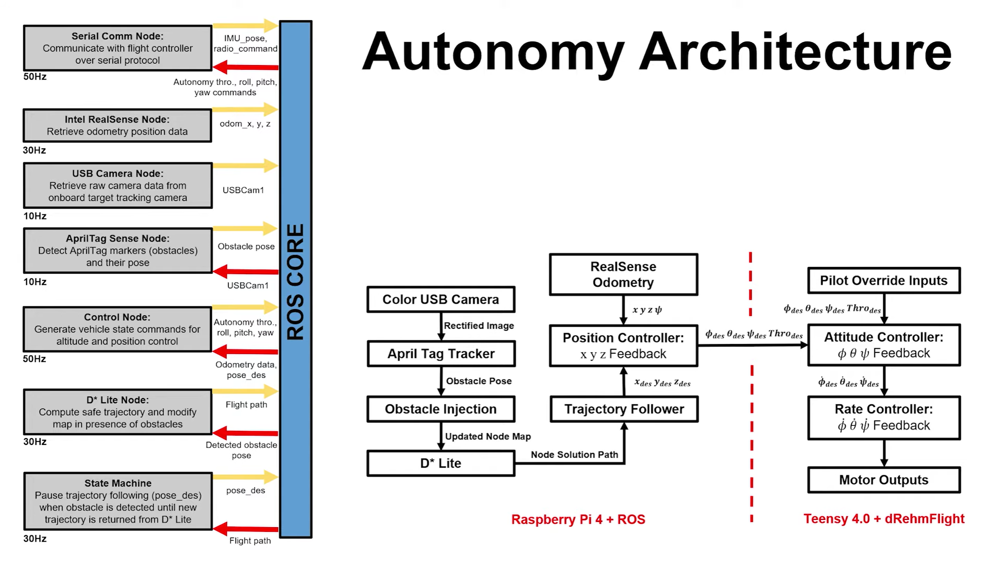 Autonomy Architecture
Serial Comm Node:
Communicate with flight controller
over serial protocol
50Hz
IMU_pose,
radio_command
Autonomy thro., roll, pitch,
yaw commands
Intel RealSense Node:
Retrieve odometry position data
30Hz
odom_x, y, z
USB Camera Node:
Retrieve raw camera data from
onboard target tracking camera
10Hz
USBCam1
AprilTag Sense Node:
Detect AprilTag markers (obstacles)
and their pose
10Hz
Obstacle pose
USBCam1
Control Node:
Generate vehicle state commands for
altitude and position control
50Hz
Autonomy thro.,
roll, pitch, yaw
Odometry data,
pose_des
D* Lite Node:
Compute safe trajectory and modify
map in presence of obstacles
30Hz
Flight path
Detected obstacle
pose
State Machine
Pause trajectory following (pose_des)
when obstacle is detected until new
trajectory is returned from D* Lite
30Hz
pose_des
Flight path
ROS CORE
Color USB Camera
Rectified Image
April Tag Tracker
Obstacle Pose
Obstacle Injection
Updated Node Map
D* Lite
Node Solution Path
RealSense
Odometry
x y z ψ
Position Controller:
x y z Feedback
x_des y_des z_des
Trajectory Follower
ϕ_des θ_des ψ_des Thro_des
Pilot Override Inputs
ϕ_des θ_des ψ_des Thro_des
Attitude Controller:
ϕ θ ψ Feedback
ϕ̇_des θ̇_des ψ̇_des
Rate Controller:
ϕ̇ θ̇ ψ̇ Feedback
Motor Outputs
Raspberry Pi 4 + ROS
Teensy 4.0 + dRehmFlight